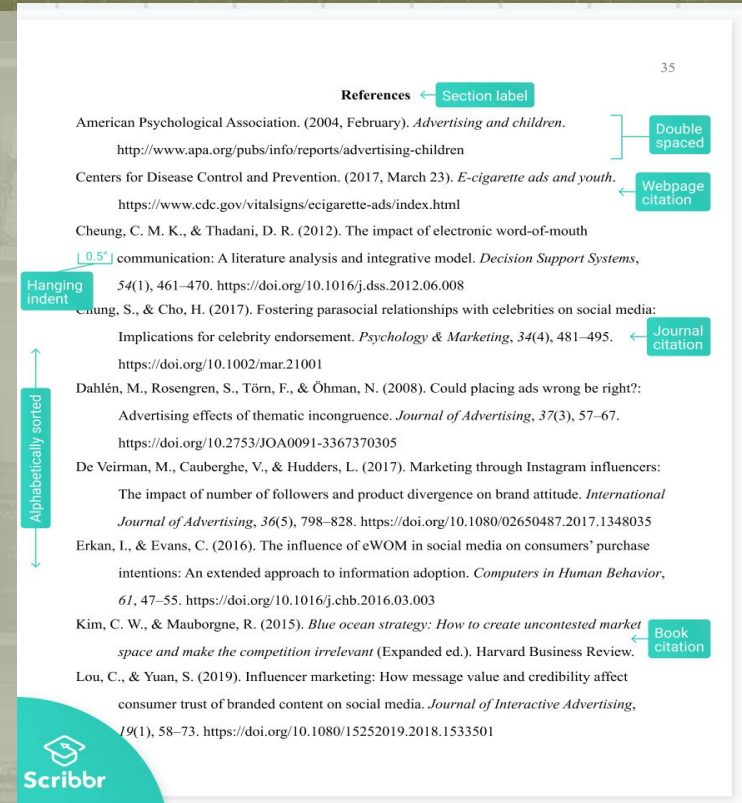 35
References
Section label
American Psychological Association. (2004, February). Advertising and children.
http://www.apa.org/pubs/info/reports/advertising-children
Double
spaced
Centers for Disease Control and Prevention. (2017, March 23). E-cigarette ads and youth.
https://www.cdc.gov/vitalsigns/ecigarette-ads/index.html
Webpage
citation
Cheung, C. M. K., & Thadani, D. R. (2012). The impact of electronic word-of-mouth
0.5"
communication: A literature analysis and integrative model. Decision Support Systems,
54(1), 461–470. https://doi.org/10.1016/j.dss.2012.06.008
Hanging
indent
Chung, S., & Cho, H. (2017). Fostering parasocial relationships with celebrities on social media:
Implications for celebrity endorsement. Psychology & Marketing, 34(4), 481–495.
https://doi.org/10.1002/mar.21001
Journal
citation
Alphabetically sorted
Dahlén, M., Rosengren, S., Törn, F., & Öhman, N. (2008). Could placing ads wrong be right?:
Advertising effects of thematic incongruence. Journal of Advertising, 37(3), 57–67.
https://doi.org/10.2753/JOA0091-3367370305
De Veirman, M., Cauberghe, V., & Hudders, L. (2017). Marketing through Instagram influencers:
The impact of number of followers and product divergence on brand attitude. International
Journal of Advertising, 36(5), 798–828. https://doi.org/10.1080/02650487.2017.1348035
Erkan, I., & Evans, C. (2016). The influence of eWOM in social media on consumers’ purchase
intentions: An extended approach to information adoption. Computers in Human Behavior,
61, 47–55. https://doi.org/10.1016/j.chb.2016.03.003
Kim, C. W., & Mauborgne, R. (2015). Blue ocean strategy: How to create uncontested market
space and make the competition irrelevant (Expanded ed.). Harvard Business Review.
Book
citation
Lou, C., & Yuan, S. (2019). Influencer marketing: How message value and credibility affect
consumer trust of branded content on social media. Journal of Interactive Advertising,
19(1), 58–73. https://doi.org/10.1080/15252019.2018.1533501
Scribbr